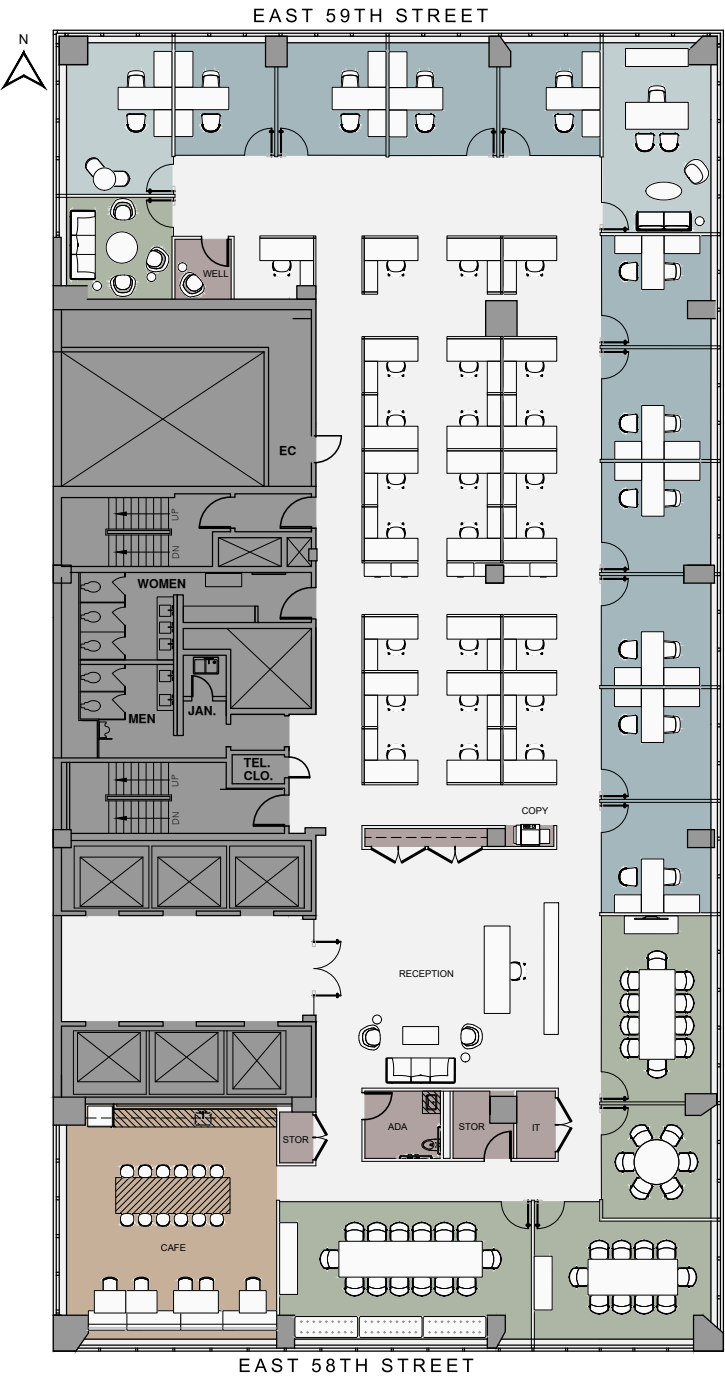 EAST 59TH STREET
N
WELL
EC
UP
DN
WOMEN
MEN
JAN.
TEL.
CLO.
UP
DN
COPY
RECEPTION
ADA
STOR
IT
STOR
CAFE
EAST 58TH STREET